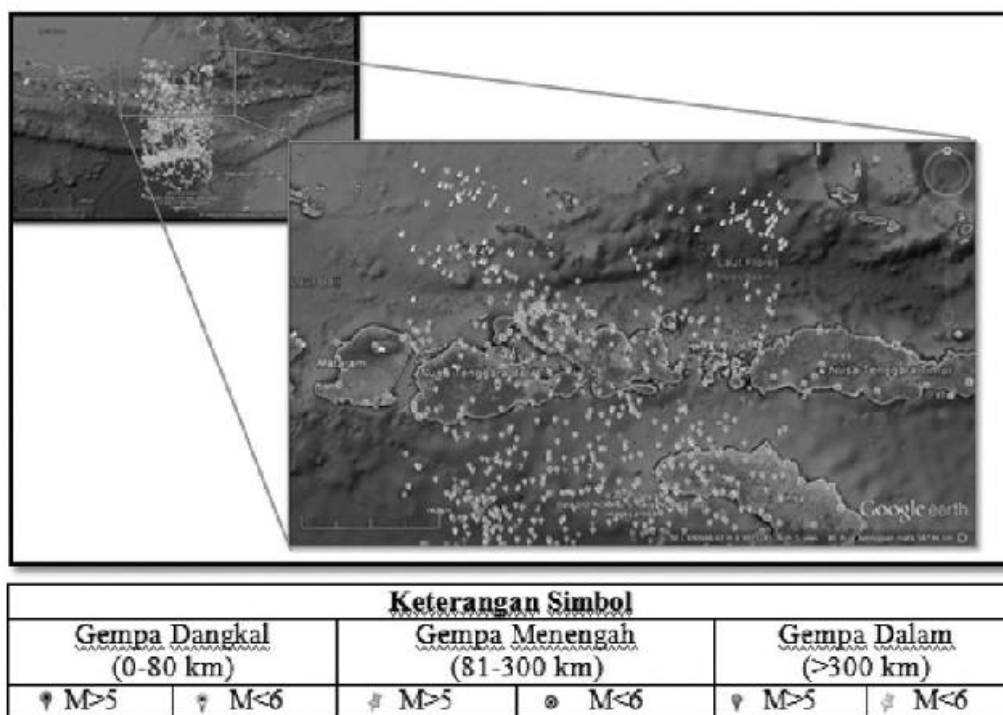 Laut Flores
Mataram
Nusa Tenggara Barat
Nusa Tenggara Timur
Google earth
Keterangan Simbol
Gempa Dangkal
(0-80 km)
Gempa Menengah
(81-300 km)
Gempa Dalam
(>300 km)
M>5 M<6 M>5 M<6 M>5 M<6